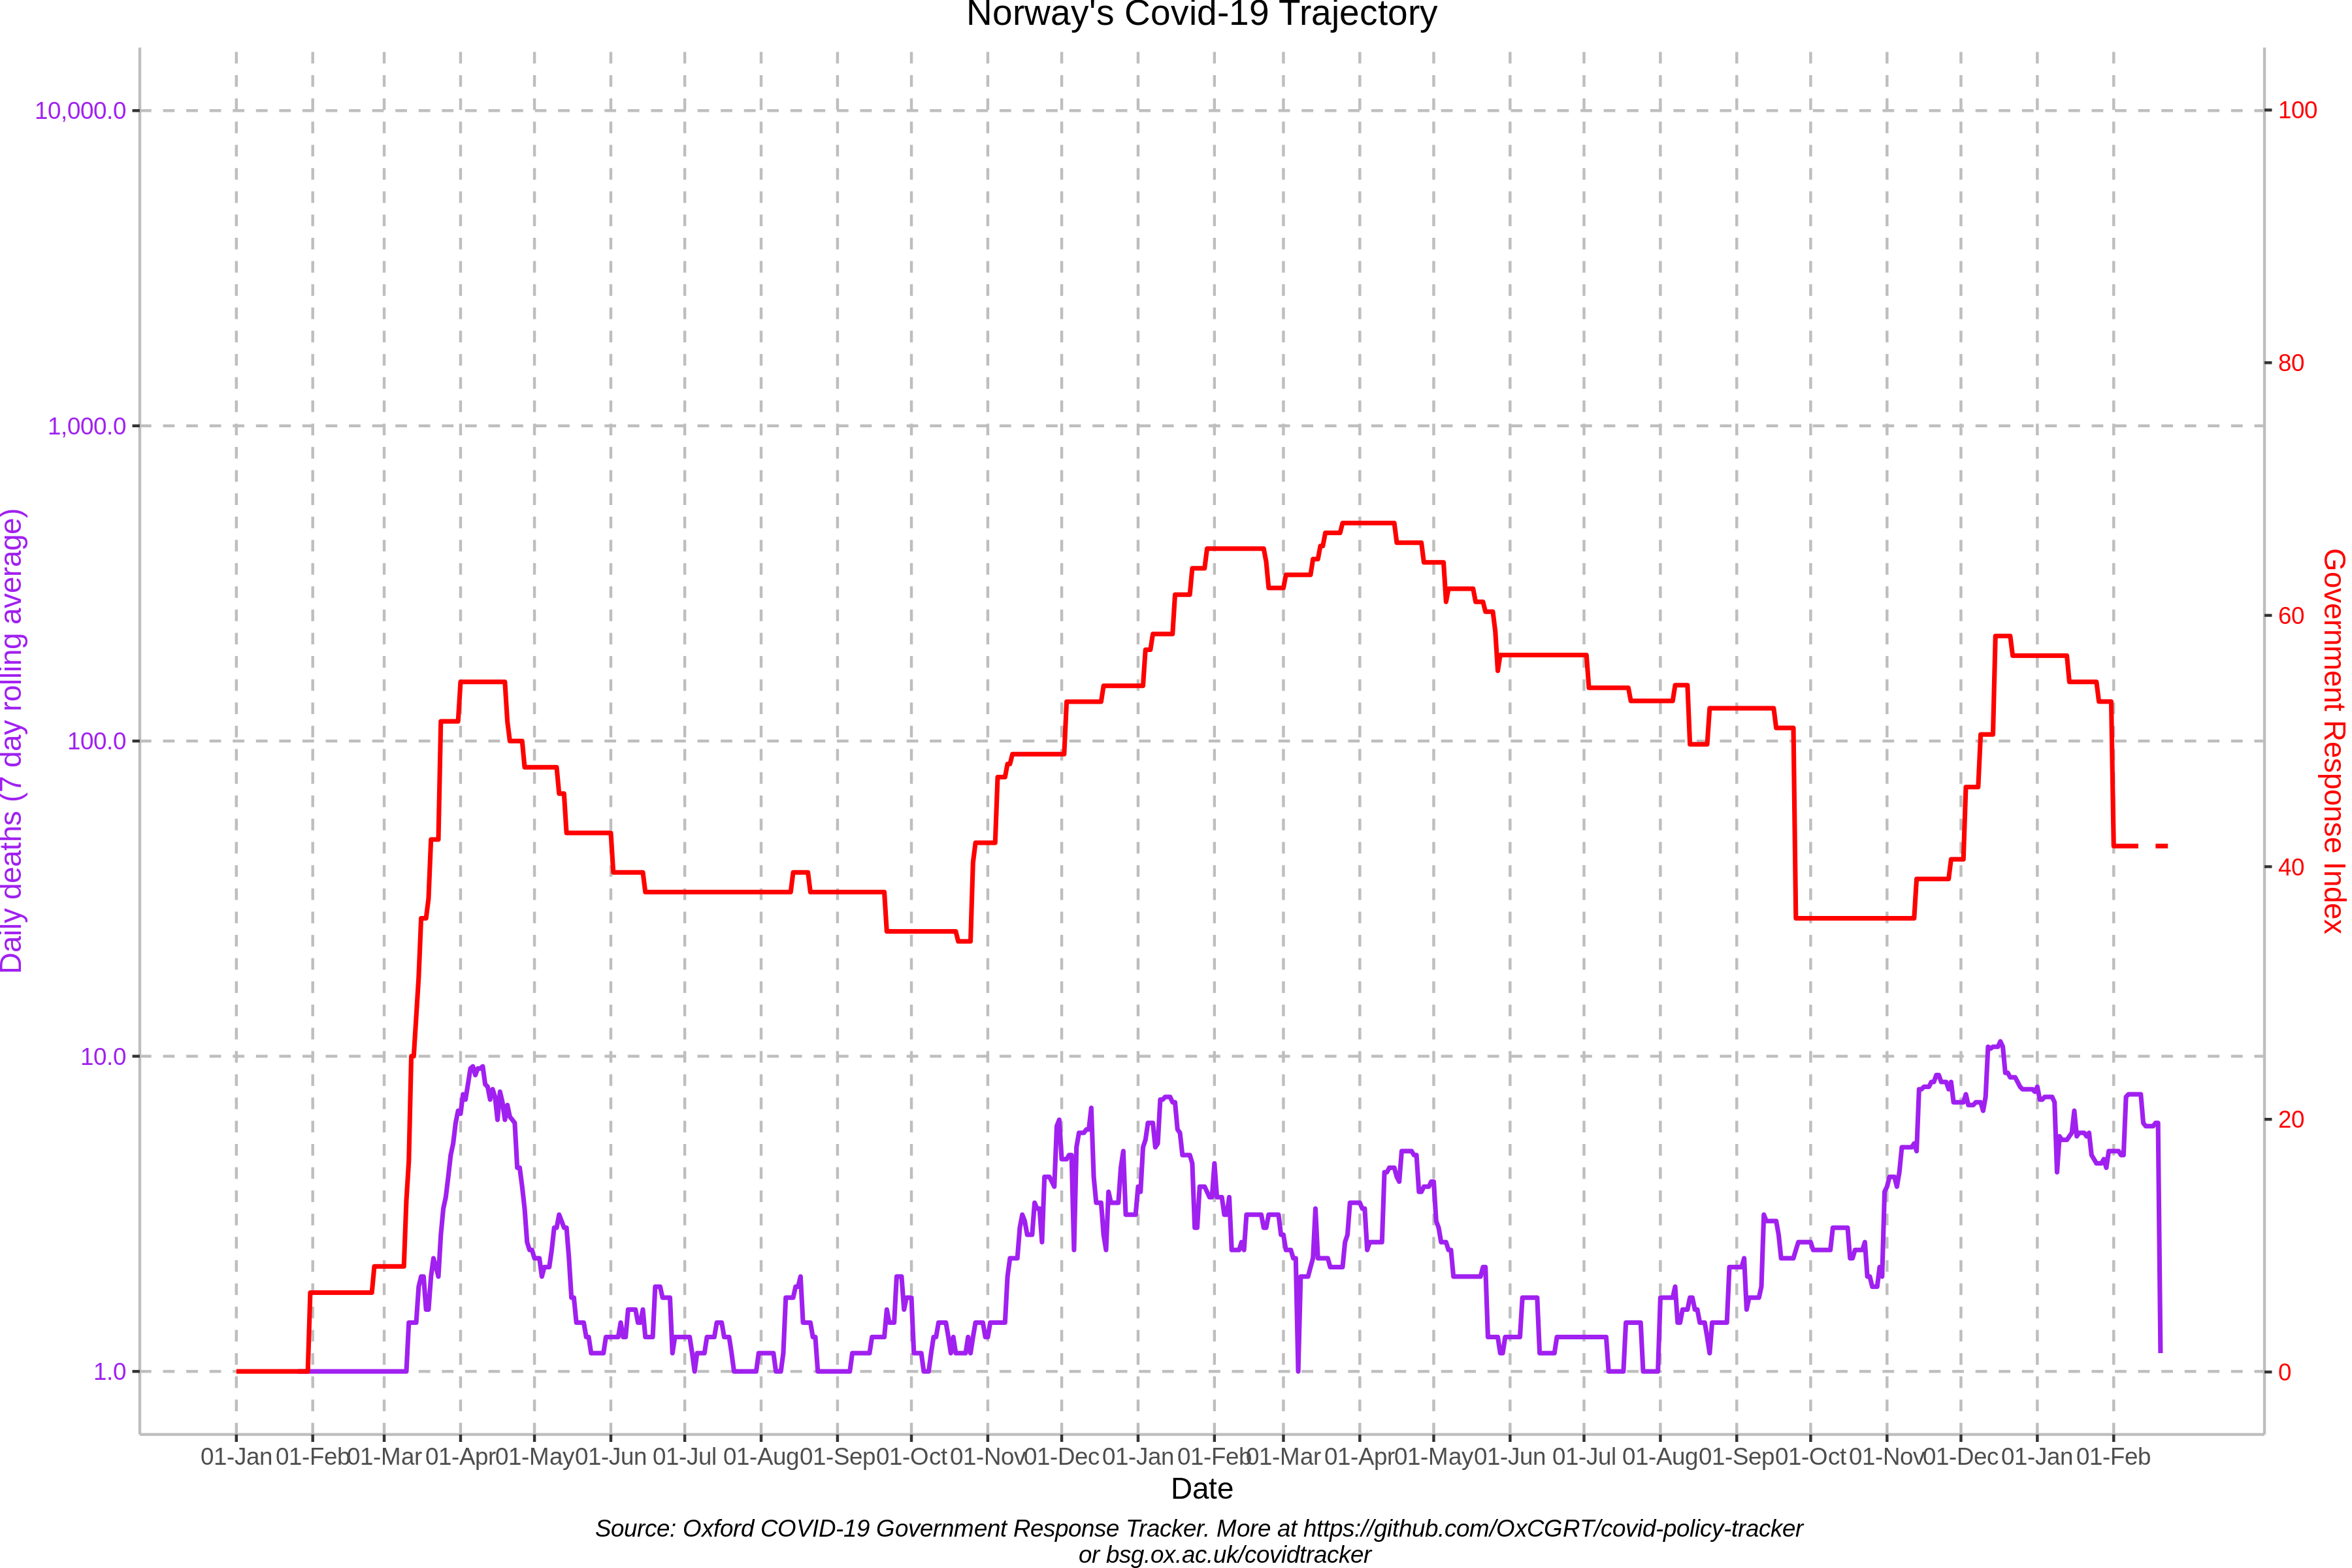 Norway's Covid-19 Trajectory
10,000.0
1,000.0
100.0
10.0
1.0
Daily deaths (7 day rolling average)
100
80
60
40
20
0
Government Response Index
01-Jan 01-Feb 01-Mar 01-Apr 01-May 01-Jun 01-Jul 01-Aug 01-Sep 01-Oct 01-Nov 01-Dec 01-Jan 01-Feb 01-Mar 01-Apr 01-May 01-Jun 01-Jul 01-Aug 01-Sep 01-Oct 01-Nov 01-Dec 01-Jan 01-Feb
Date
Source: Oxford COVID-19 Government Response Tracker. More at https://github.com/OxCGRT/covid-policy-tracker
or bsg.ox.ac.uk/covidtracker